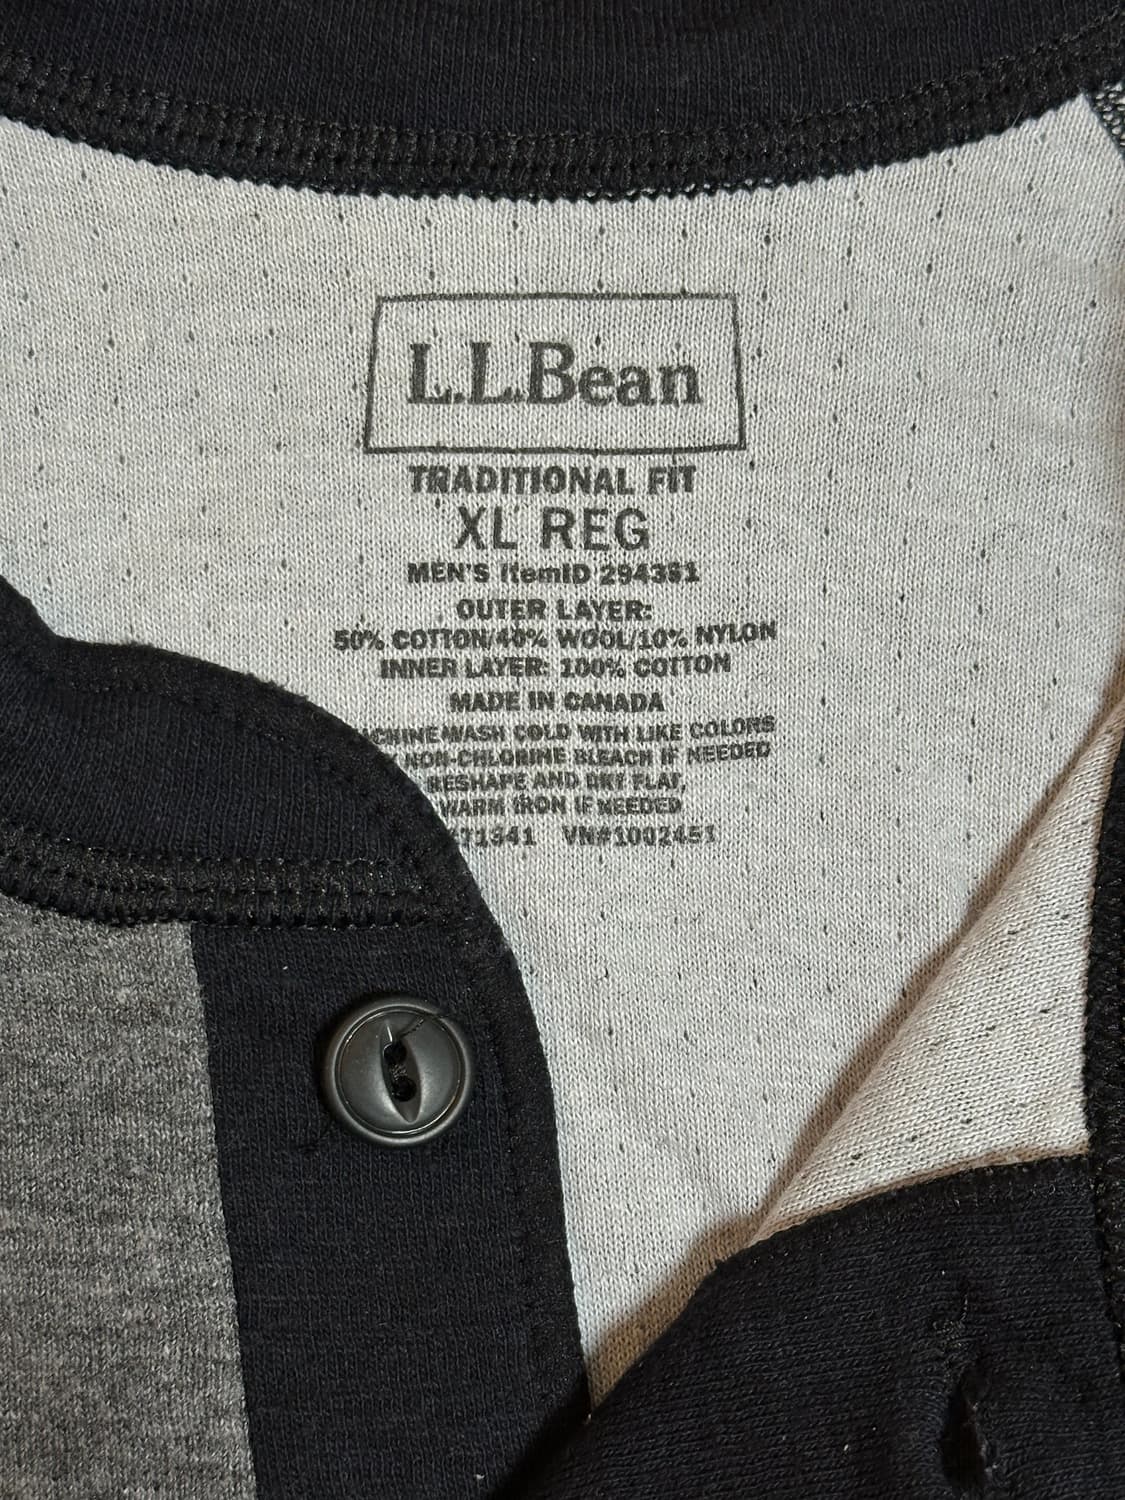 L.L.Bean
TRADITIONAL FIT
XL REG
MEN'S ItemID 294351
OUTER LAYER:
50% COTTON/40% WOOL/10% NYLON
INNER LAYER: 100% COTTON
MADE IN CANADA
WASH COLD WITH LIKE COLORS
NON-CHLORINE BLEACH IF NEEDED
RESHAPE AND DRY FLAT,
WARM IRON IF NEEDED
VN#1002451